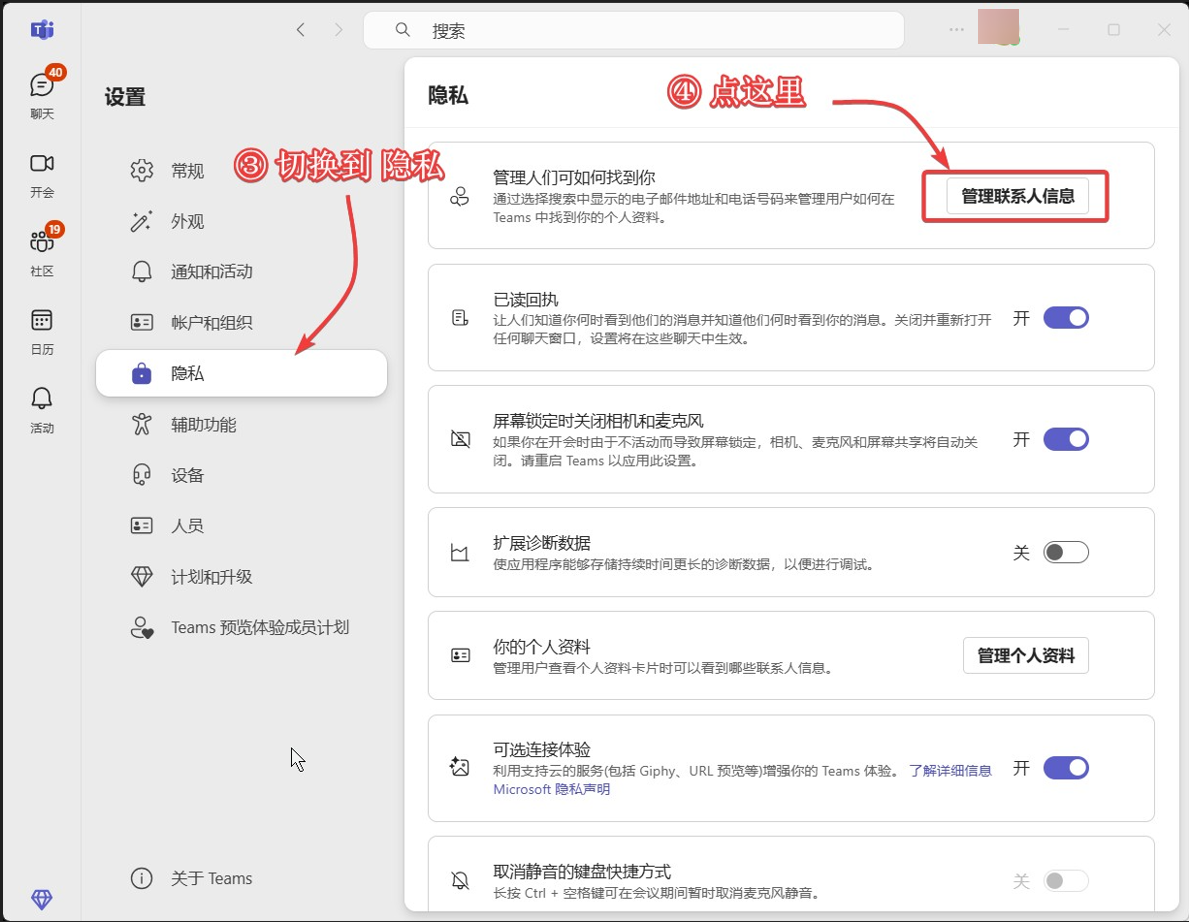 搜索
40
聊天
开会
19
社区
日历
活动
设置
常规
外观
通知和活动
帐户和组织
隐私
辅助功能
设备
人员
计划和升级
Teams 预览体验成员计划
关于 Teams
③ 切换到 隐私
④ 点这里
隐私
管理人们可如何找到你
通过选择搜索中显示的电子邮件地址和电话号码来管理用户如何在
Teams 中找到你的个人资料。
管理联系人信息
已读回执
让人们知道你何时看到他们的消息并知道他们何时看到你的消息。关闭并重新打开
任何聊天窗口，设置将在这些聊天中生效。
开
屏幕锁定时关闭相机和麦克风
如果你在开会时由于不活动而导致屏幕锁定，相机、麦克风和屏幕共享将自动关
闭。请重启 Teams 以应用此设置。
开
扩展诊断数据
使应用程序能够存储持续时间更长的诊断数据，以便进行调试。
关
你的个人资料
管理用户查看个人资料卡片时可以看到哪些联系人信息。
管理个人资料
可选连接体验
利用支持云的服务(包括 Giphy、URL 预览等)增强你的 Teams 体验。 了解详细信息
Microsoft 隐私声明
开
取消静音的键盘快捷方式
长按 Ctrl + 空格键可在会议期间暂时取消麦克风静音。
关